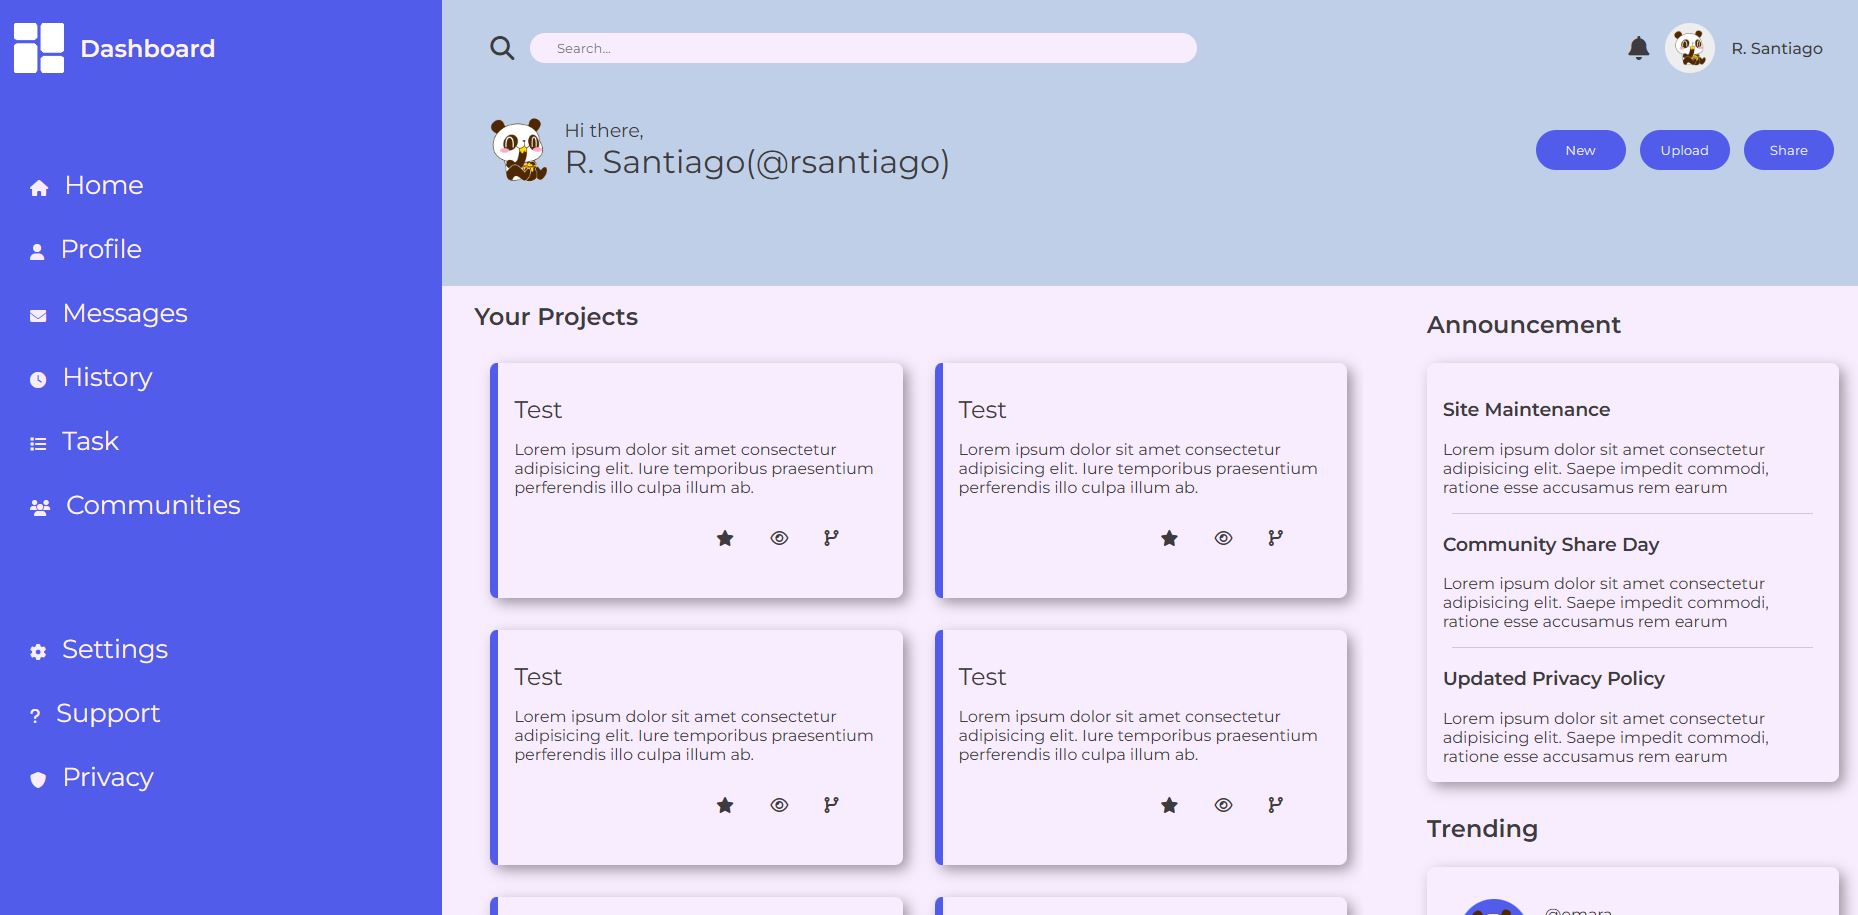 Dashboard
Home
Profile
Messages
History
Task
Communities
Settings
Support
Privacy
Search...
R. Santiago
Hi there,
R. Santiago(@rsantiago)
New
Upload
Share
Your Projects
Test
Lorem ipsum dolor sit amet consectetur
adipisicing elit. Iure temporibus praesentium
perferendis illo culpa illum ab.
Test
Lorem ipsum dolor sit amet consectetur
adipisicing elit. Iure temporibus praesentium
perferendis illo culpa illum ab.
Test
Lorem ipsum dolor sit amet consectetur
adipisicing elit. Iure temporibus praesentium
perferendis illo culpa illum ab.
Test
Lorem ipsum dolor sit amet consectetur
adipisicing elit. Iure temporibus praesentium
perferendis illo culpa illum ab.
Announcement
Site Maintenance
Lorem ipsum dolor sit amet consectetur
adipisicing elit. Saepe impedit commodi,
ratione esse accusamus rem earum
Community Share Day
Lorem ipsum dolor sit amet consectetur
adipisicing elit. Saepe impedit commodi,
ratione esse accusamus rem earum
Updated Privacy Policy
Lorem ipsum dolor sit amet consectetur
adipisicing elit. Saepe impedit commodi,
ratione esse accusamus rem earum
Trending